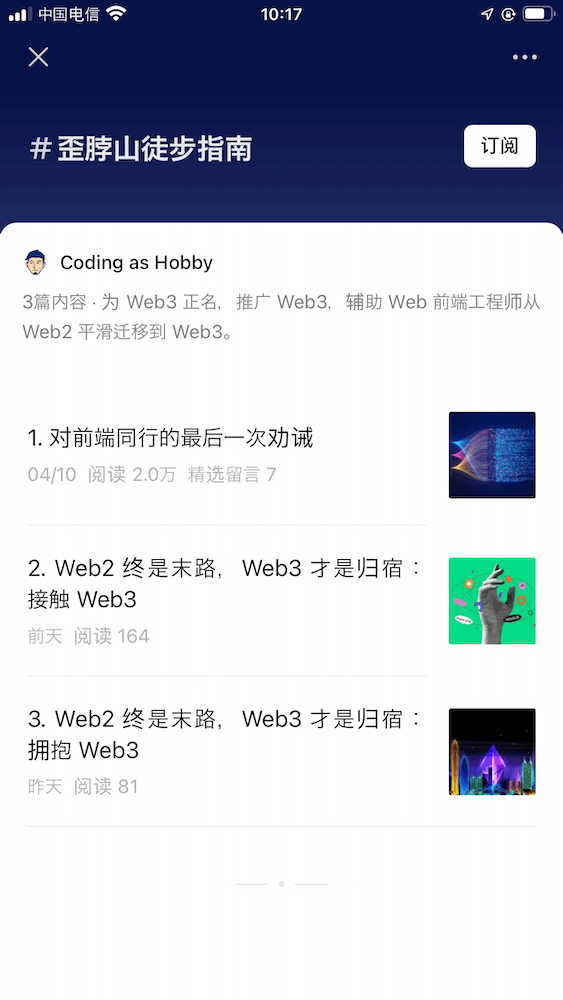 中国电信
10:17
#歪脖山徒步指南
订阅
Coding as Hobby
3篇内容 · 为 Web3 正名，推广 Web3，辅助 Web 前端工程师从
Web2 平滑迁移到 Web3。
1. 对前端同行的最后一次劝诫
04/10 阅读 2.0万 精选留言 7
2. Web2 终是末路， Web3 才是归宿：
接触 Web3
前天 阅读 164
3. Web2 终是末路， Web3 才是归宿：
拥抱 Web3
昨天 阅读 81